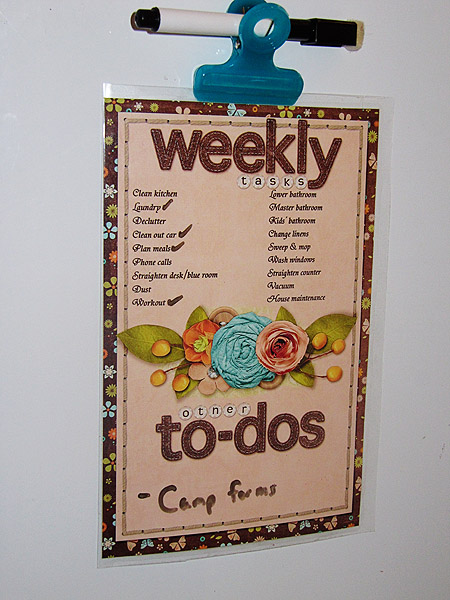 weekly
tasks
Clean kitchen
Laundry ✓
Declutter
Clean out car ✓
Plan meals ✓
Phone calls
Straighten desk/blue room
Dust
Workout ✓
Lower bathroom
Master bathroom
Kids' bathroom
Change linens
Sweep & mop
Wash windows
Straighten counter
Vacuum
House maintenance
other
to-dos
- Camp forms